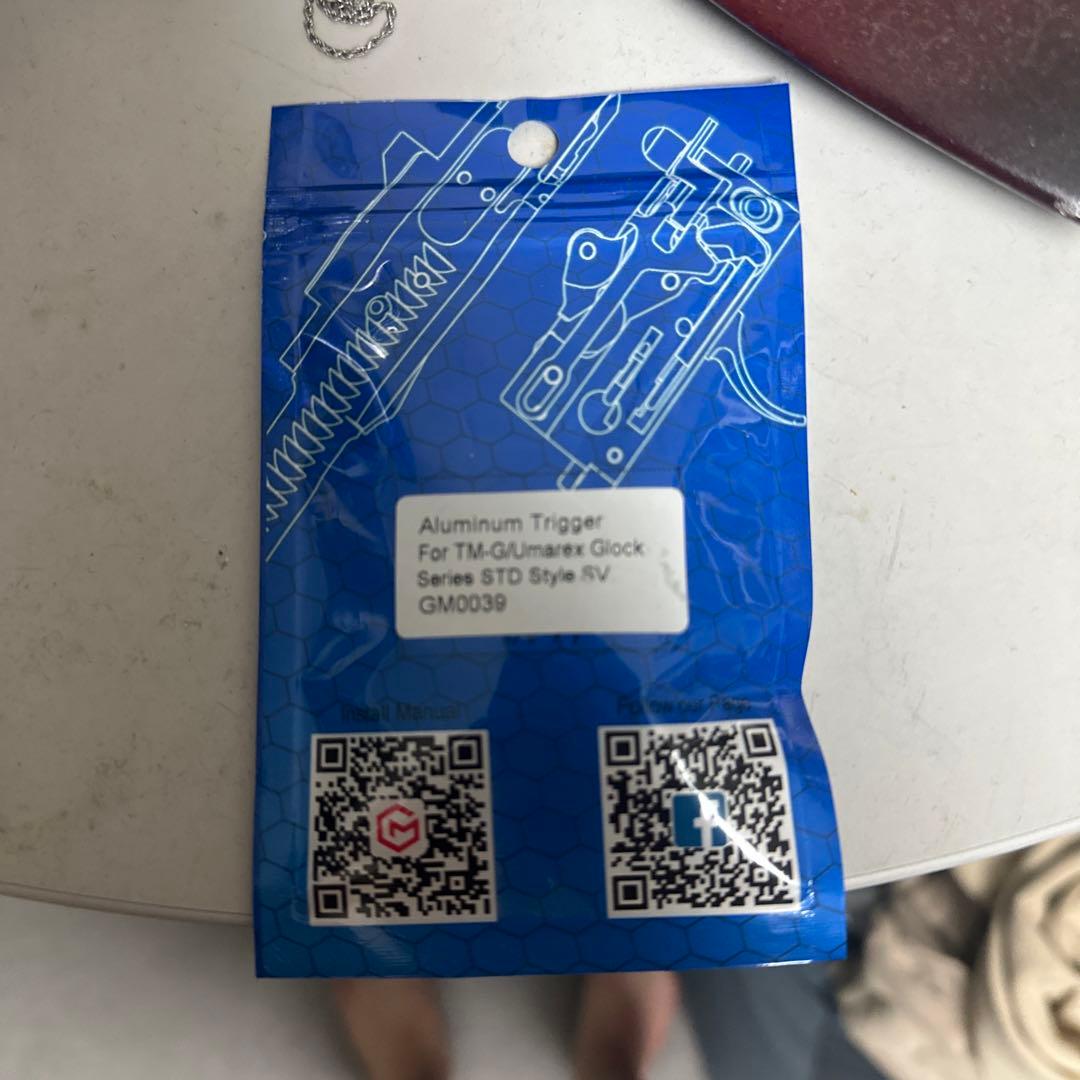 Aluminum Trigger
For TM-G/Umarex Glock
Series STD Style SV
GM0039
Install Manual
Follow our Page